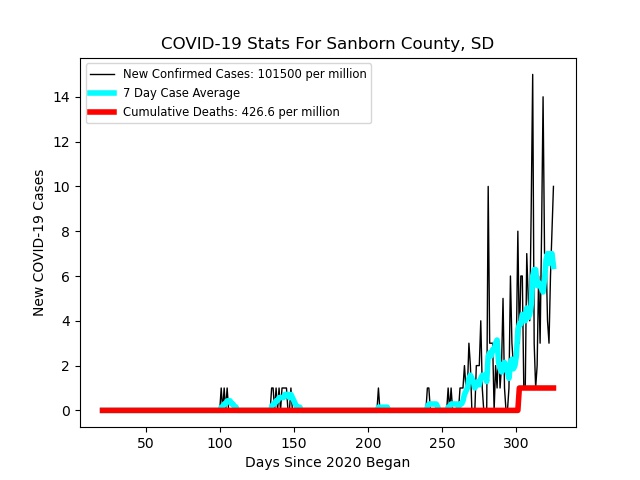 COVID-19 Stats For Sanborn County, SD
New Confirmed Cases: 101500 per million
7 Day Case Average
Cumulative Deaths: 426.6 per million
New COVID-19 Cases
14
12
10
8
6
4
2
0
50 100 150 200 250 300
Days Since 2020 Began